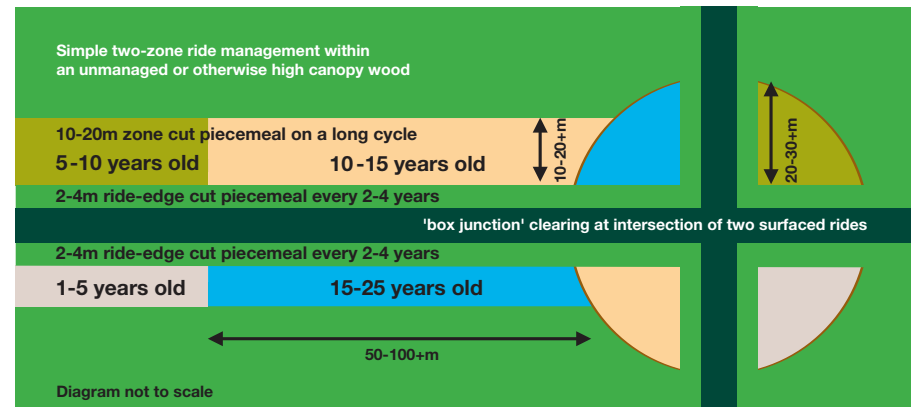 Simple two-zone ride management within
an unmanaged or otherwise high canopy wood
10-20m zone cut piecemeal on a long cycle
5-10 years old
10-15 years old
10-20+m
20-30+m
2-4m ride-edge cut piecemeal every 2-4 years
'box junction' clearing at intersection of two surfaced rides
2-4m ride-edge cut piecemeal every 2-4 years
1-5 years old
15-25 years old
50-100+m
Diagram not to scale